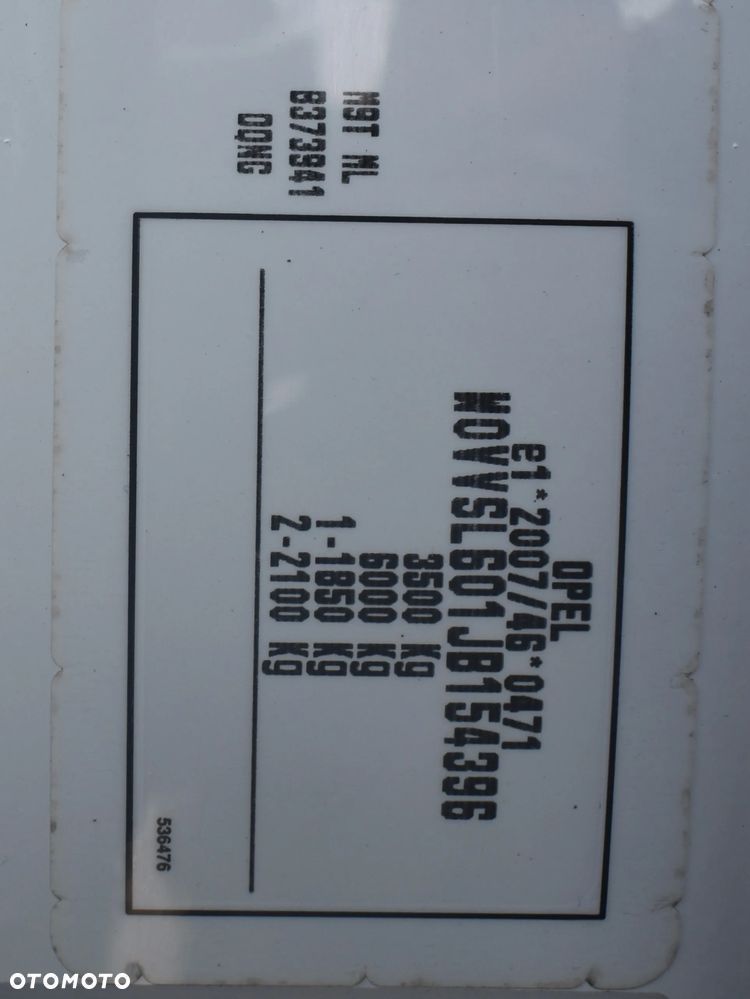 M9T ML
B373941
DQNG
OPEL
e1*2007/46*0471
W0VVSL601JB154396
3500 Kg
6000 Kg
1-1850 Kg
2-2100 Kg
536476
OTOMOTO